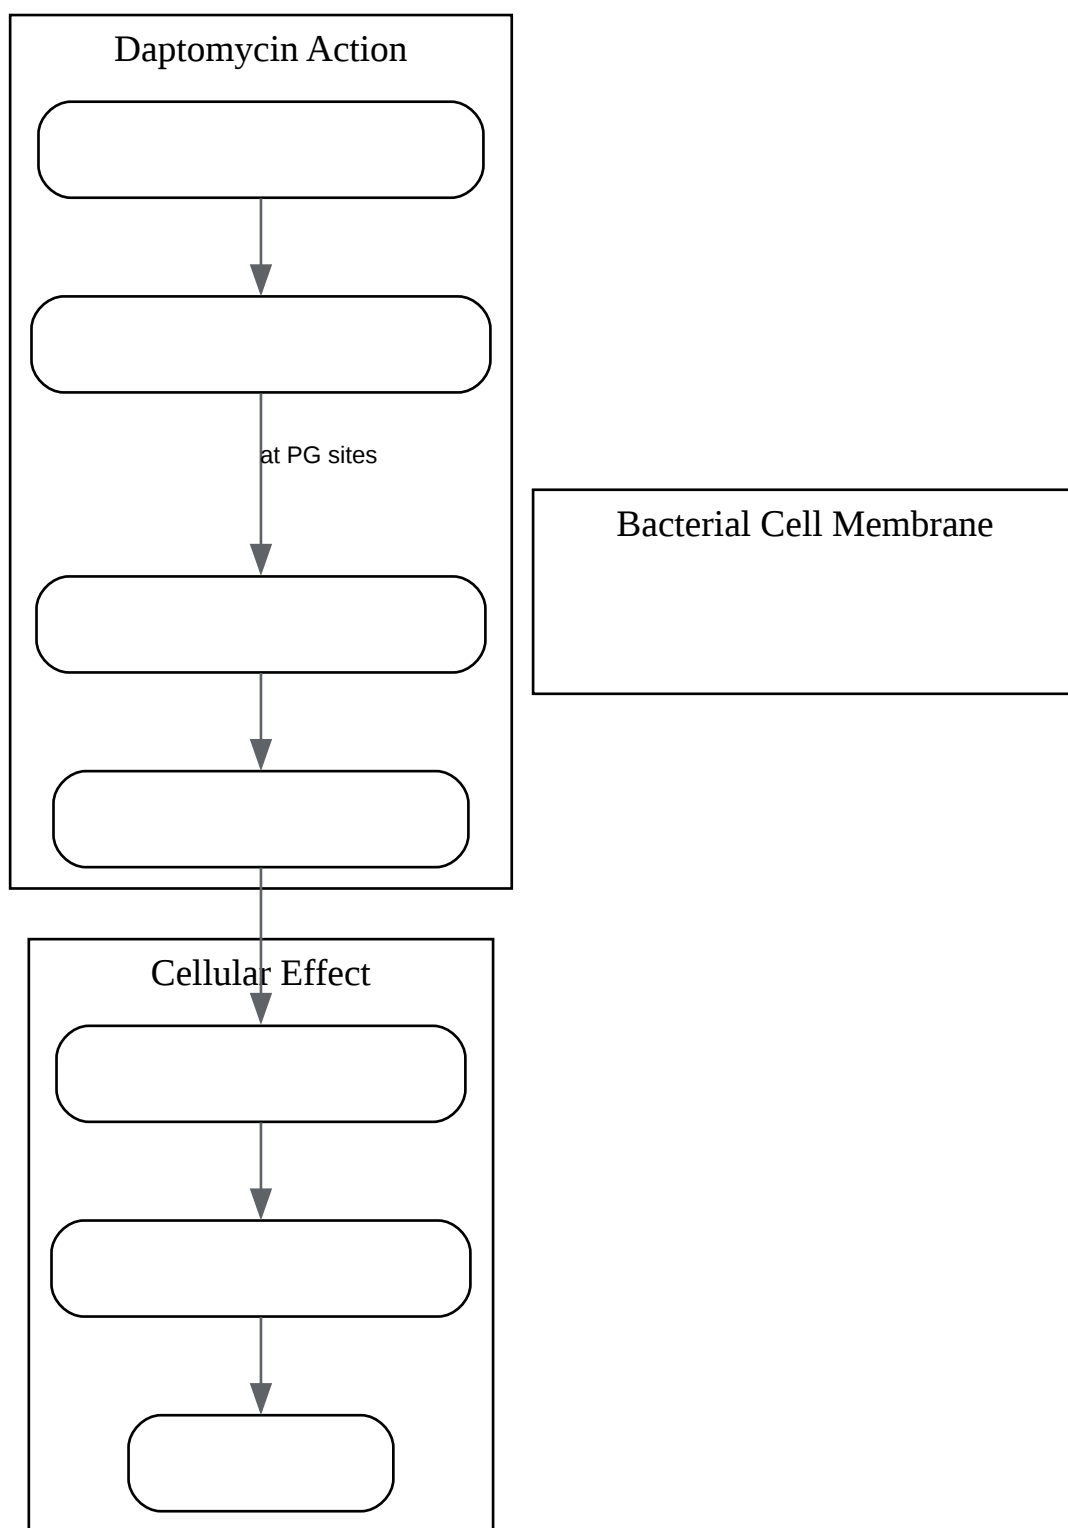 Daptomycin Action
at PG sites
Bacterial Cell Membrane
Cellular Effect